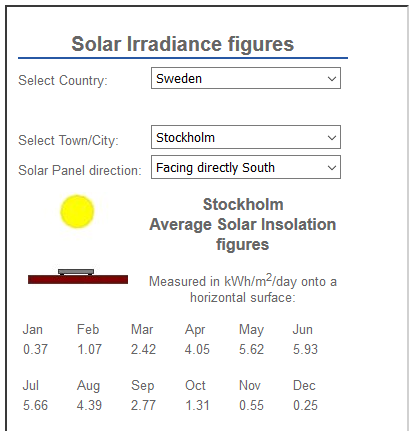 Solar Irradiance figures
Select Country: Sweden
Select Town/City: Stockholm
Solar Panel direction: Facing directly South
Stockholm
Average Solar Insolation
figures
Measured in kWh/m2/day onto a
horizontal surface:
Jan Feb Mar Apr May Jun
0.37 1.07 2.42 4.05 5.62 5.93
Jul Aug Sep Oct Nov Dec
5.66 4.39 2.77 1.31 0.55 0.25